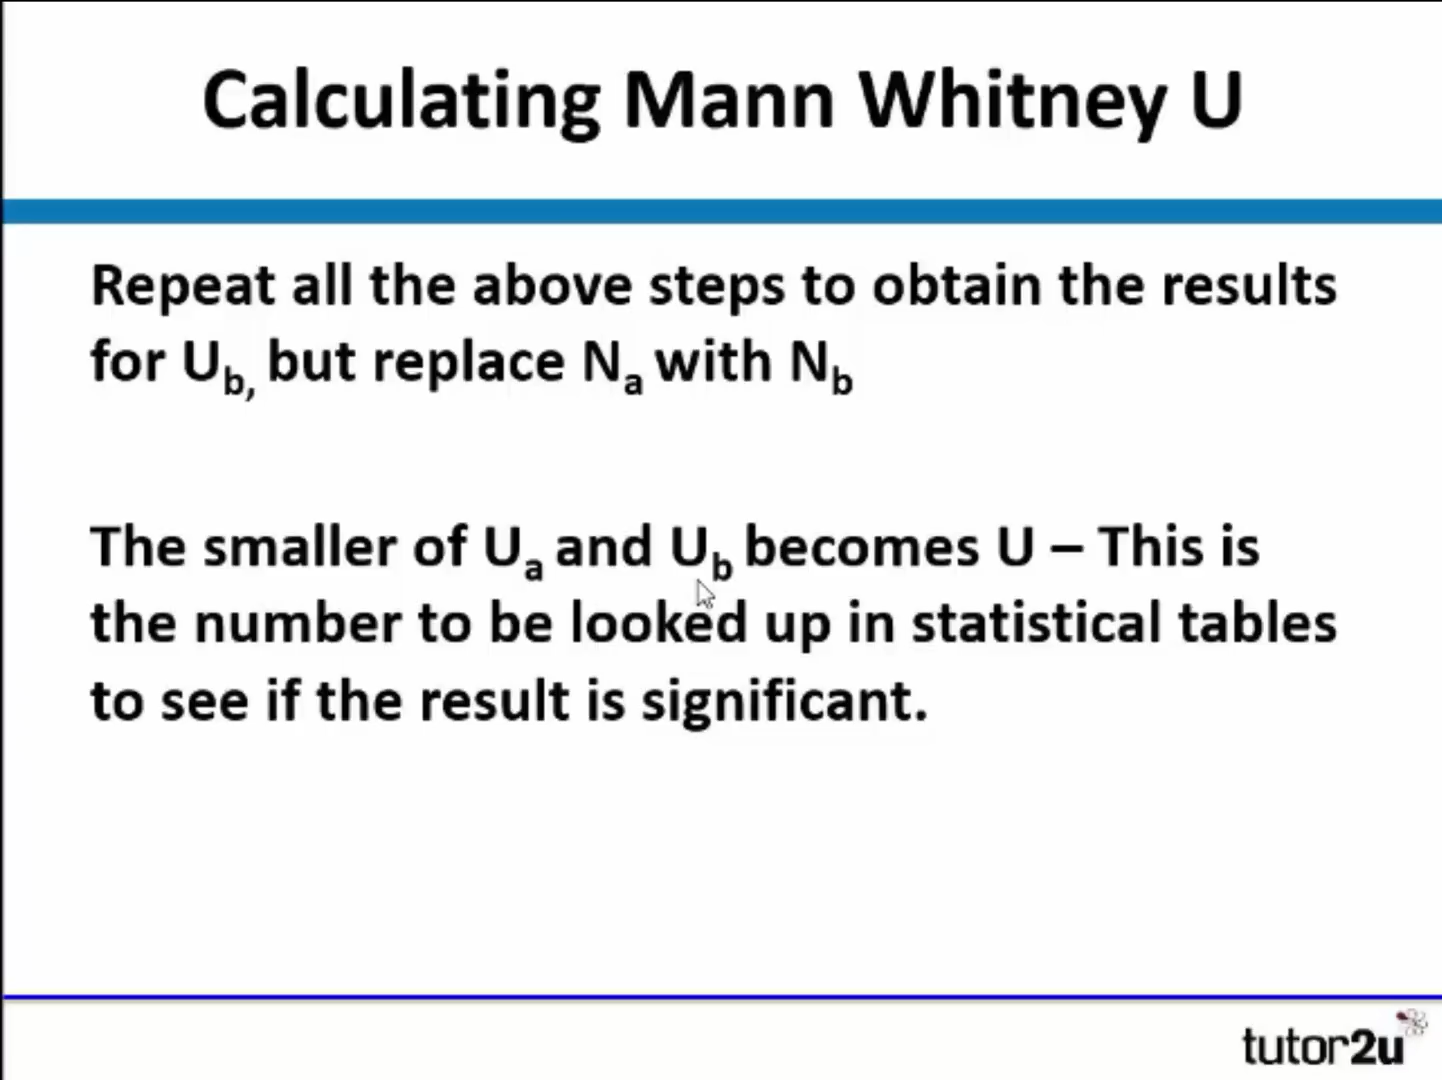 Calculating Mann Whitney U
Repeat all the above steps to obtain the results
for Ub, but replace Na with Nb
The smaller of Ua and Ub becomes U – This is
the number to be looked up in statistical tables
to see if the result is significant.
tutor2u